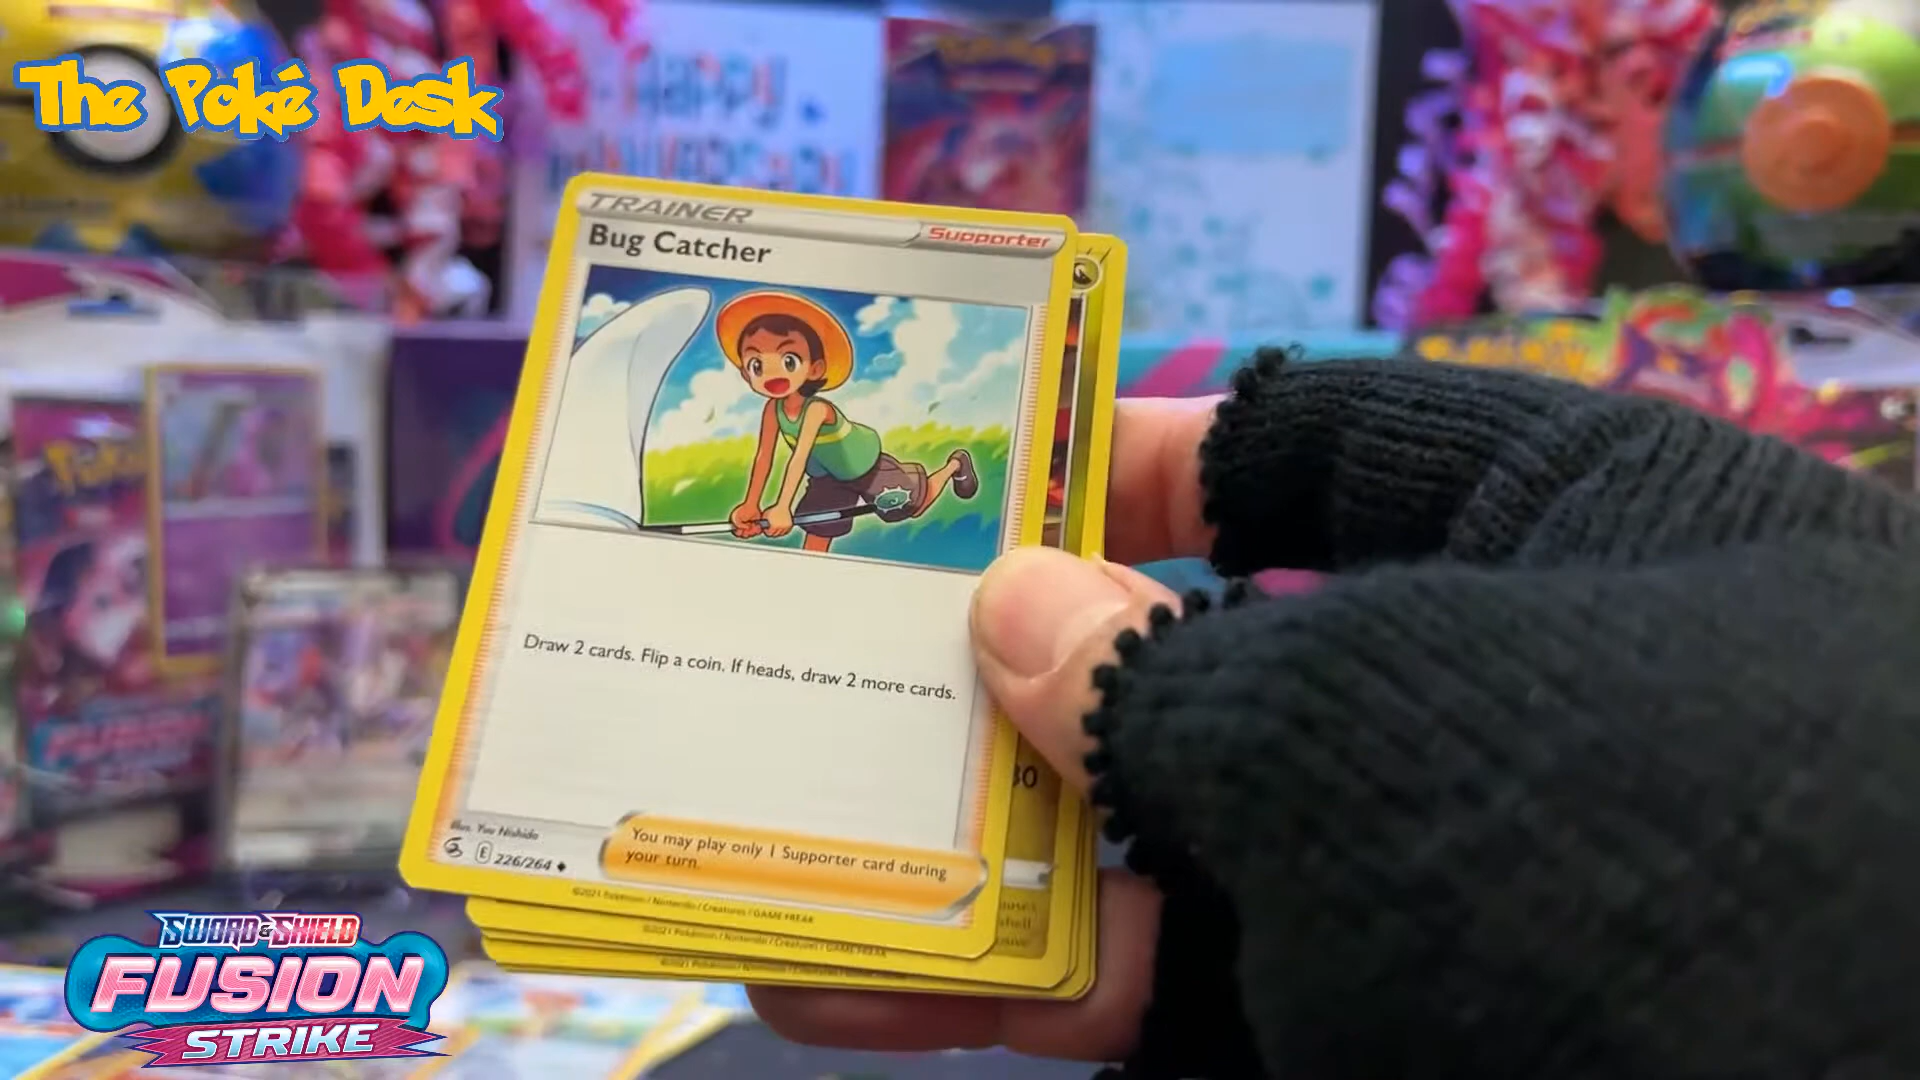 The Poké Desk
Happy
TRAINER
Supporter
Bug Catcher
Draw 2 cards. Flip a coin. If heads, draw 2 more cards.
30
Illus. Yuu Nishida
E 226/264
You may play only 1 Supporter card during
your turn.
©2021 Pokémon / Nintendo / Creatures / GAME FREAK
©2021 Pokémon / Nintendo / Creatures / GAME FREAK
SWORD & SHIELD
FUSION
STRIKE